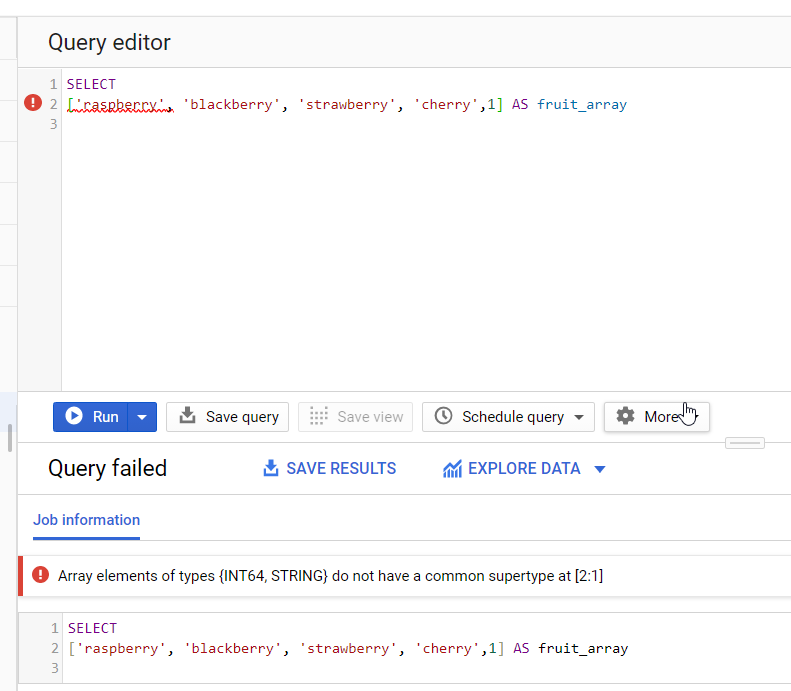 Query editor
1 SELECT
2 ['raspberry', 'blackberry', 'strawberry', 'cherry',1] AS fruit_array
3
Run Save query Save view Schedule query More
Query failed SAVE RESULTS EXPLORE DATA
Job information
Array elements of types {INT64, STRING} do not have a common supertype at [2:1]
1 SELECT
2 ['raspberry', 'blackberry', 'strawberry', 'cherry',1] AS fruit_array
3